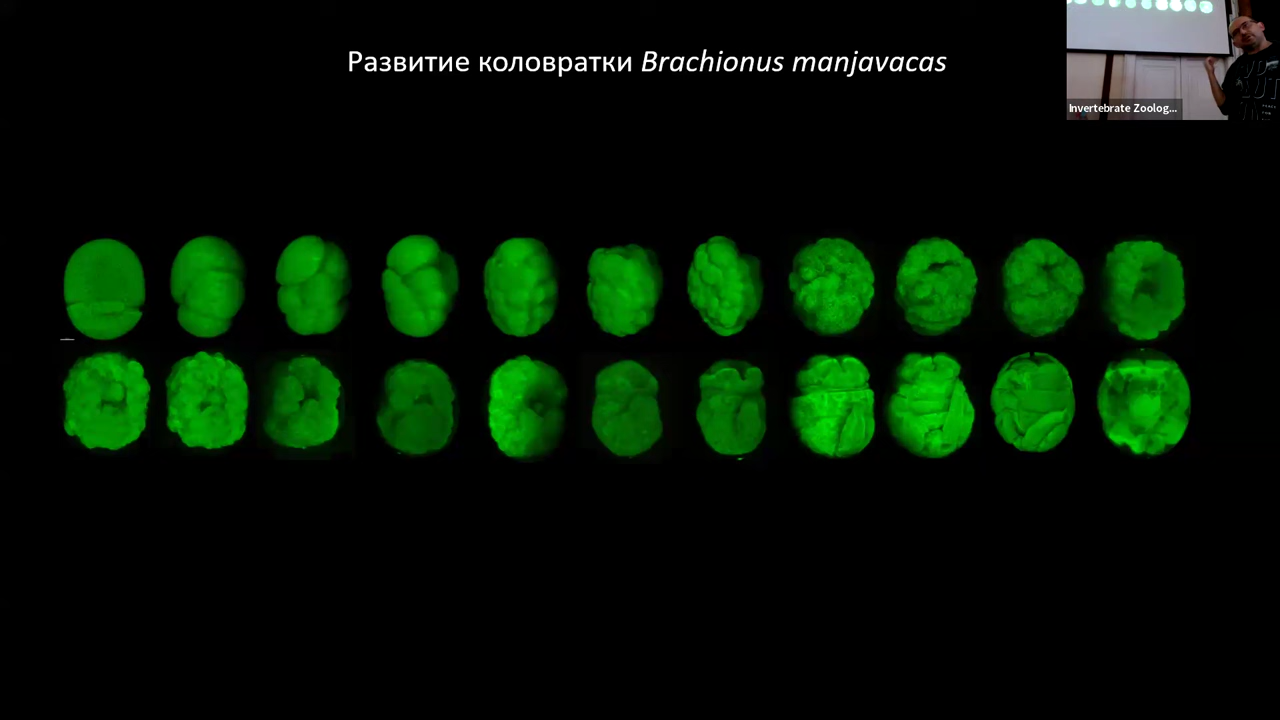 Развитие коловратки Brachionus manjavacas
Invertebrate Zoolog...